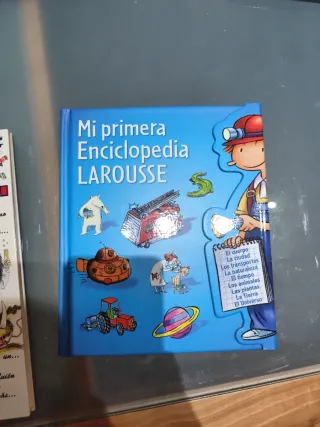 Mi primera
Enciclopedia
LAROUSSE
El cuerpo
La ciudad
Los transportes
La naturaleza
El tiempo
Los animales
Las plantas
La Tierra
El Universo
un...